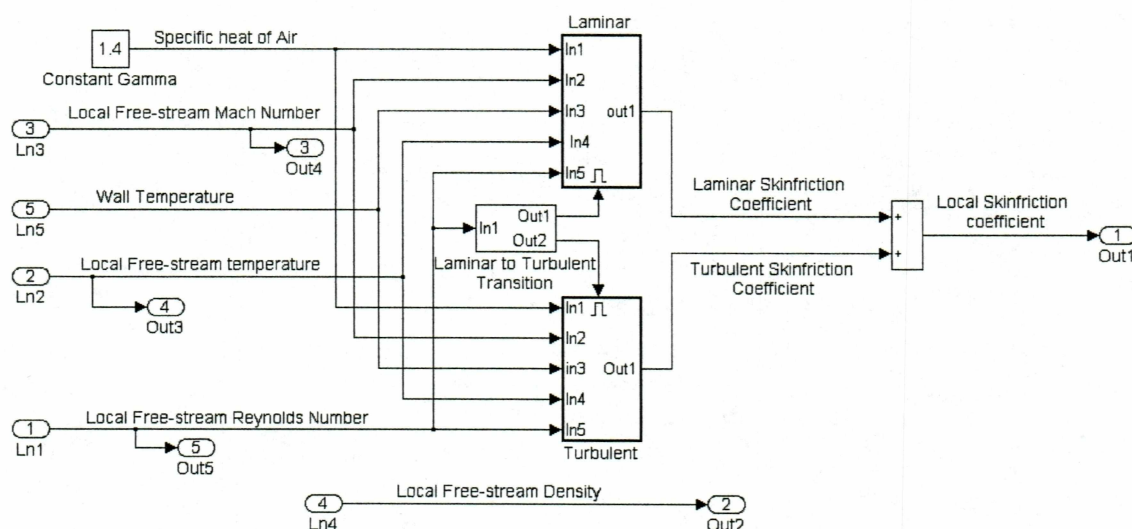 Laminar
1.4
Specific heat of Air
Constant Gamma
In1
In2
In3
In4
In5
out1
Local Free-stream Mach Number
3
Ln3
3
Out4
Wall Temperature
5
Ln5
In1
Out1
Out2
Laminar to Turbulent
Transition
Laminar Skinfriction
Coefficient
+
+
Local Skinfriction
coefficient
1
Out1
Local Free-stream temperature
2
Ln2
4
Out3
Turbulent Skinfriction
Coefficient
In1
In2
in3
In4
In5
Out1
Turbulent
Local Free-stream Reynolds Number
1
Ln1
5
Out5
Local Free-stream Density
4
Ln4
2
Out2